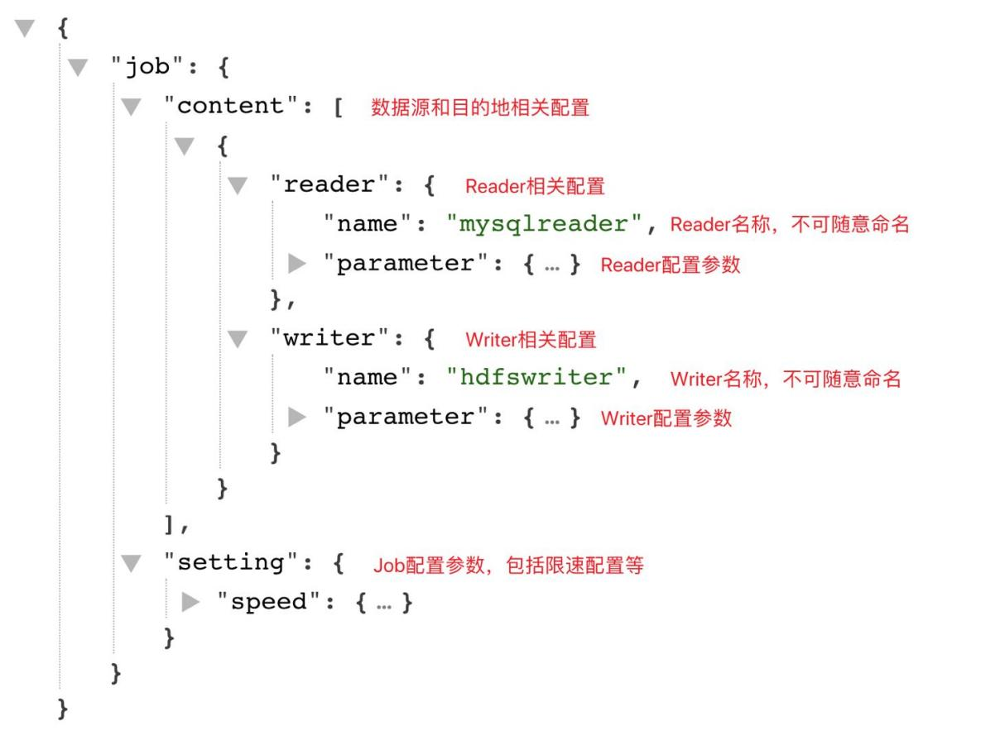 {
"job": {
"content": [ 数据源和目的地相关配置
{
"reader": { Reader相关配置
"name": "mysqlreader", Reader名称，不可随意命名
"parameter": { … } Reader配置参数
},
"writer": { Writer相关配置
"name": "hdfswriter", Writer名称，不可随意命名
"parameter": { … } Writer配置参数
}
}
],
"setting": { Job配置参数，包括限速配置等
"speed": { … }
}
}
}